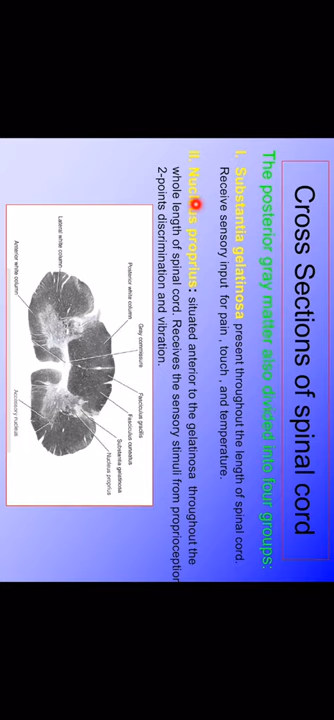 Cross Sections of spinal cord
The posterior gray matter also divided into four groups:
I. Substantia gelatinosa present throughout the length of spinal cord.
Receive sensory input for pain , touch , and temperature.
II. Nucleus proprius: situated anterior to the gelatinosa throughout the
whole length of spinal cord. Receives the sensory stimuli from proprioception
2-points discrimination and vibration.
Posterior white column
Gray commissure
Fasciculus gracilis
Fasciculus cuneatus
Substantia gelatinosa
Nucleus proprius
Lateral white column
Anterior white column
Accessory nucleus